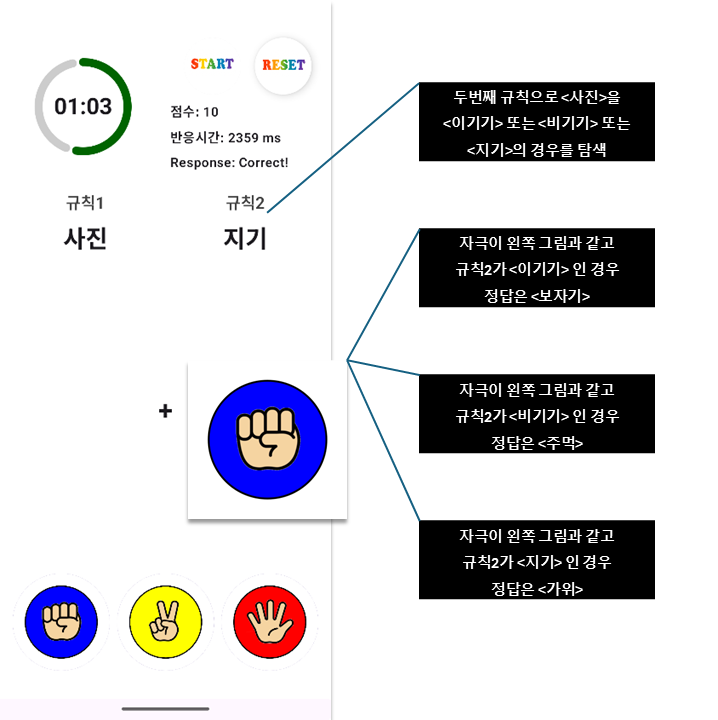 START RESET
01:03
점수: 10
반응시간: 2359 ms
Response: Correct!
규칙1 규칙2
사진 지기
+
두번째 규칙으로 <사진>을
<이기기> 또는 <비기기> 또는
<지기>의 경우를 탐색
자극이 왼쪽 그림과 같고
규칙2가 <이기기> 인 경우
정답은 <보자기>
자극이 왼쪽 그림과 같고
규칙2가 <비기기> 인 경우
정답은 <주먹>
자극이 왼쪽 그림과 같고
규칙2가 <지기> 인 경우
정답은 <가위>